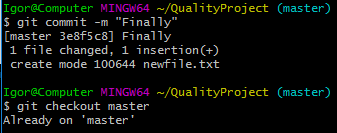 Igor@Computer MINGW64 ~/QualityProject (master)
$ git commit -m "Finally"
[master 3e8f5c8] Finally
 1 file changed, 1 insertion(+)
 create mode 100644 newfile.txt

Igor@Computer MINGW64 ~/QualityProject (master)
$ git checkout master
Already on 'master'